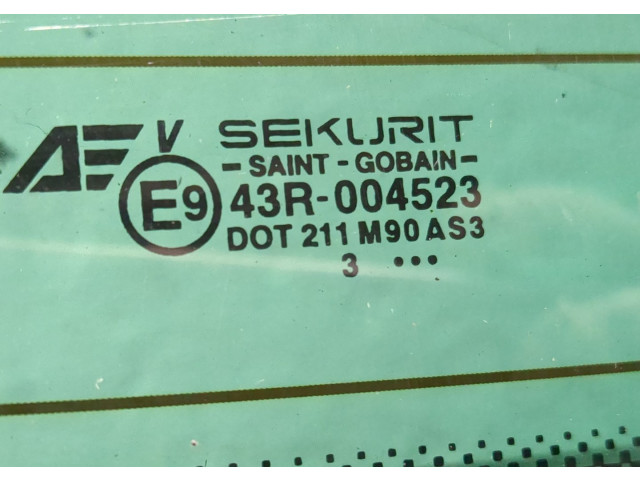 AE V SEKURIT
- SAINT - GOBAIN -
E9 43R-004523
DOT 211 M90 AS3
3 •••